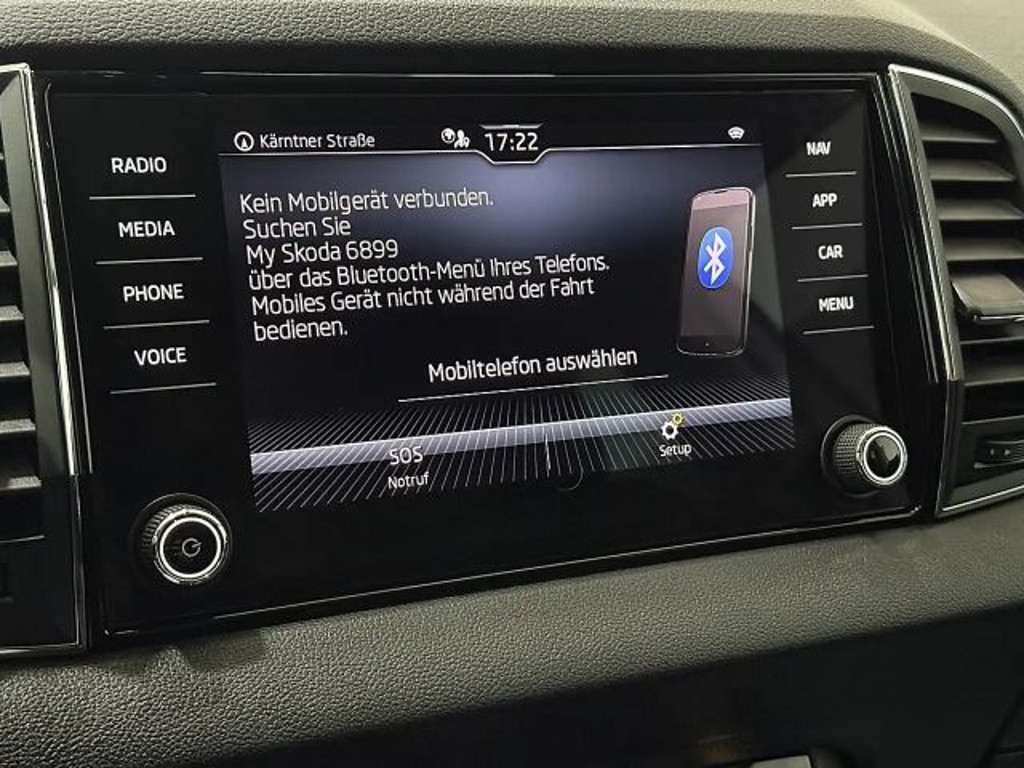 Kärntner Straße
17:22
RADIO
MEDIA
PHONE
VOICE
Kein Mobilgerät verbunden.
Suchen Sie
My Skoda 6899
über das Bluetooth-Menü Ihres Telefons.
Mobiles Gerät nicht während der Fahrt
bedienen.
Mobiltelefon auswählen
SOS
Notruf
Setup
NAV
APP
CAR
MENU